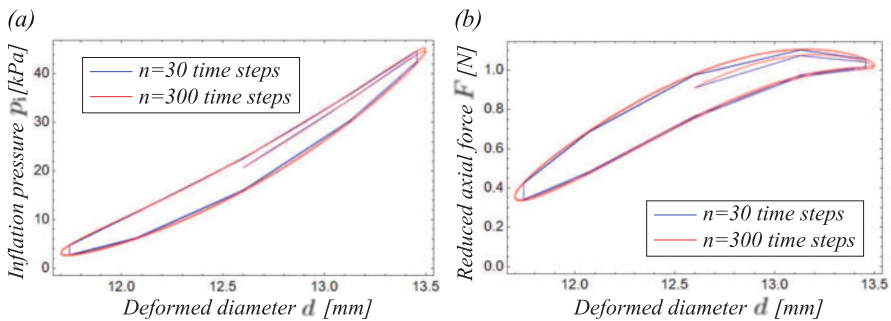 (a)
Inflation pressure pᵢ [kPa]
40
30
20
10
0
n=30 time steps
n=300 time steps
12.0
12.5
13.0
13.5
Deformed diameter d [mm]
(b)
Reduced axial force F [N]
1.0
0.8
0.6
0.4
0.2
0.0
n=30 time steps
n=300 time steps
12.0
12.5
13.0
13.5
Deformed diameter d [mm]